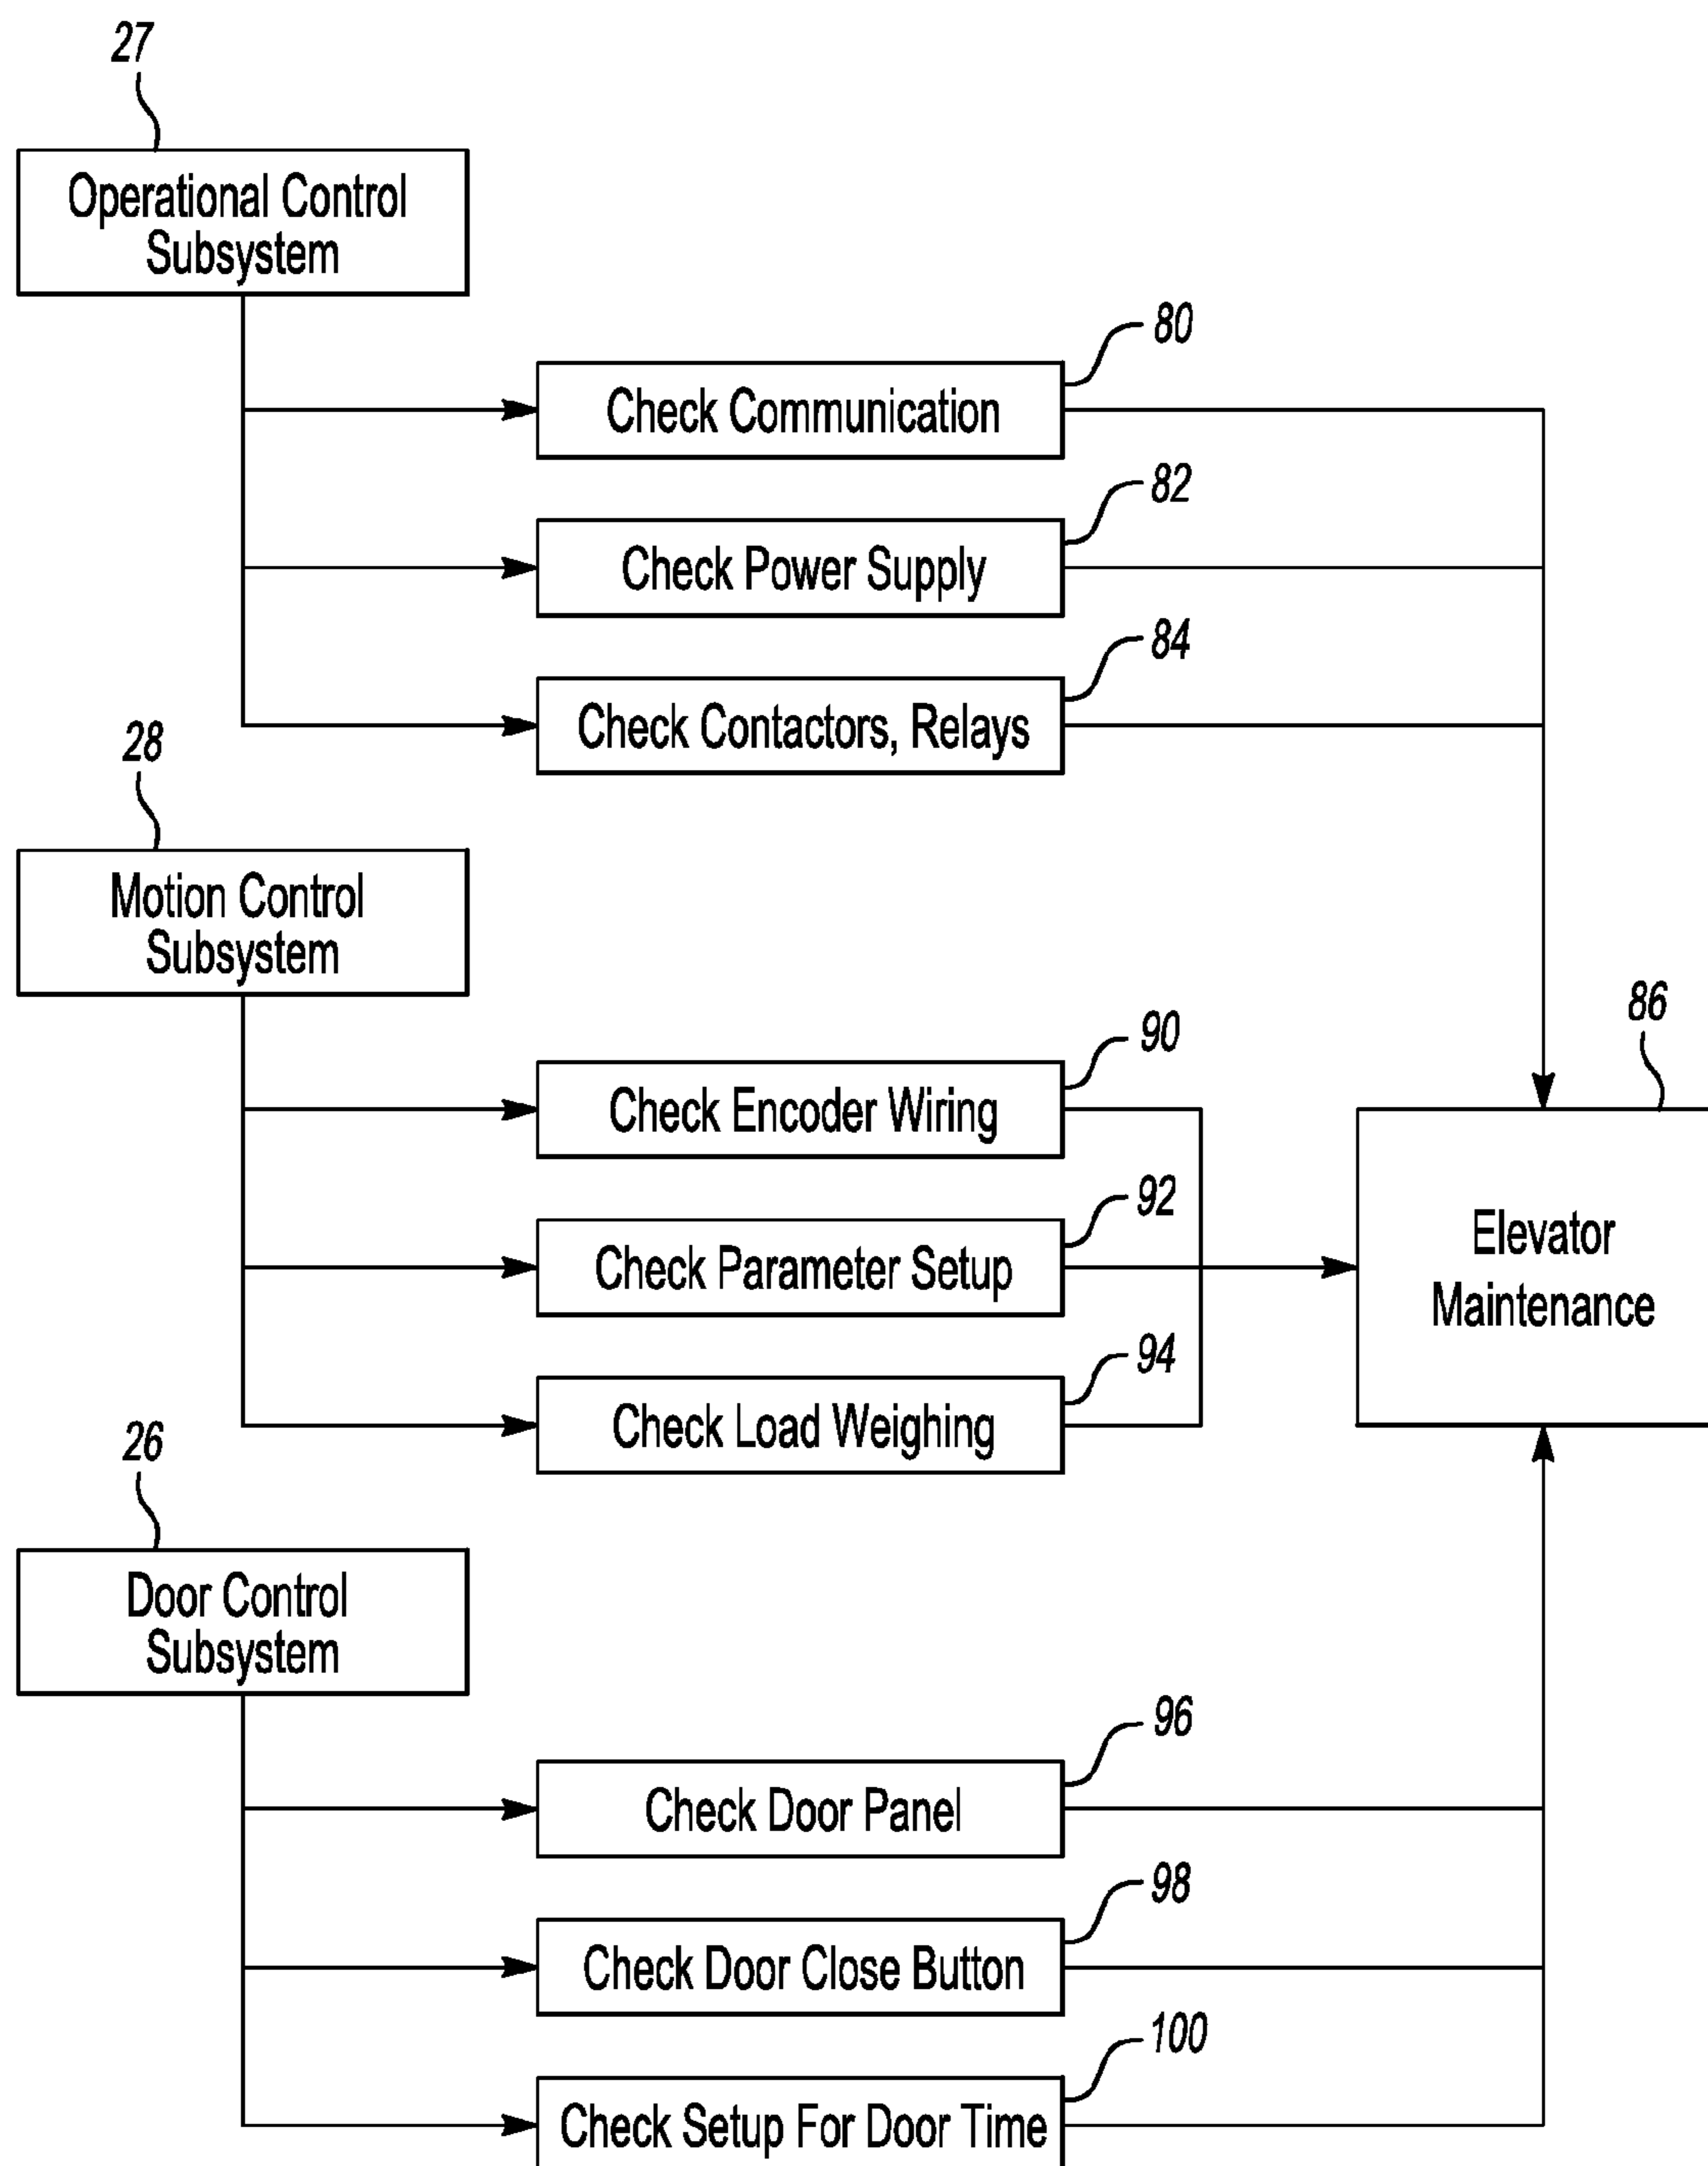 27
Operational Control
Subsystem
80
Check Communication
82
Check Power Supply
84
Check Contactors, Relays
28
Motion Control
Subsystem
90
Check Encoder Wiring
86
92
Check Parameter Setup
Elevator
Maintenance
94
Check Load Weighing
26
Door Control
Subsystem
96
Check Door Panel
98
Check Door Close Button
100
Check Setup For Door Time